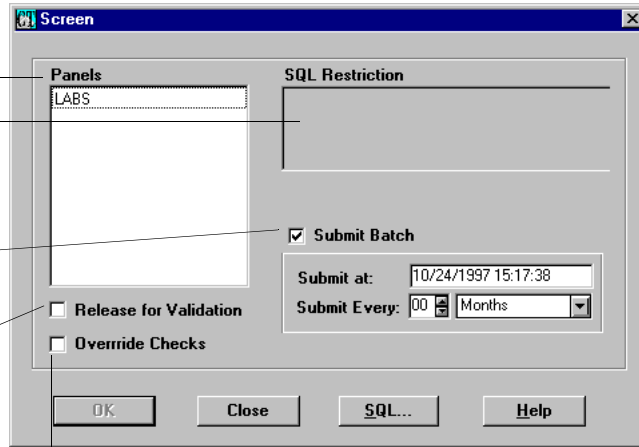 Screen
Panels
LABS
SQL Restriction
Submit Batch
Submit at: 10/24/1997 15:17:38
Submit Every: 00 Months
Release for Validation
Overrride Checks
OK Close SQL... Help